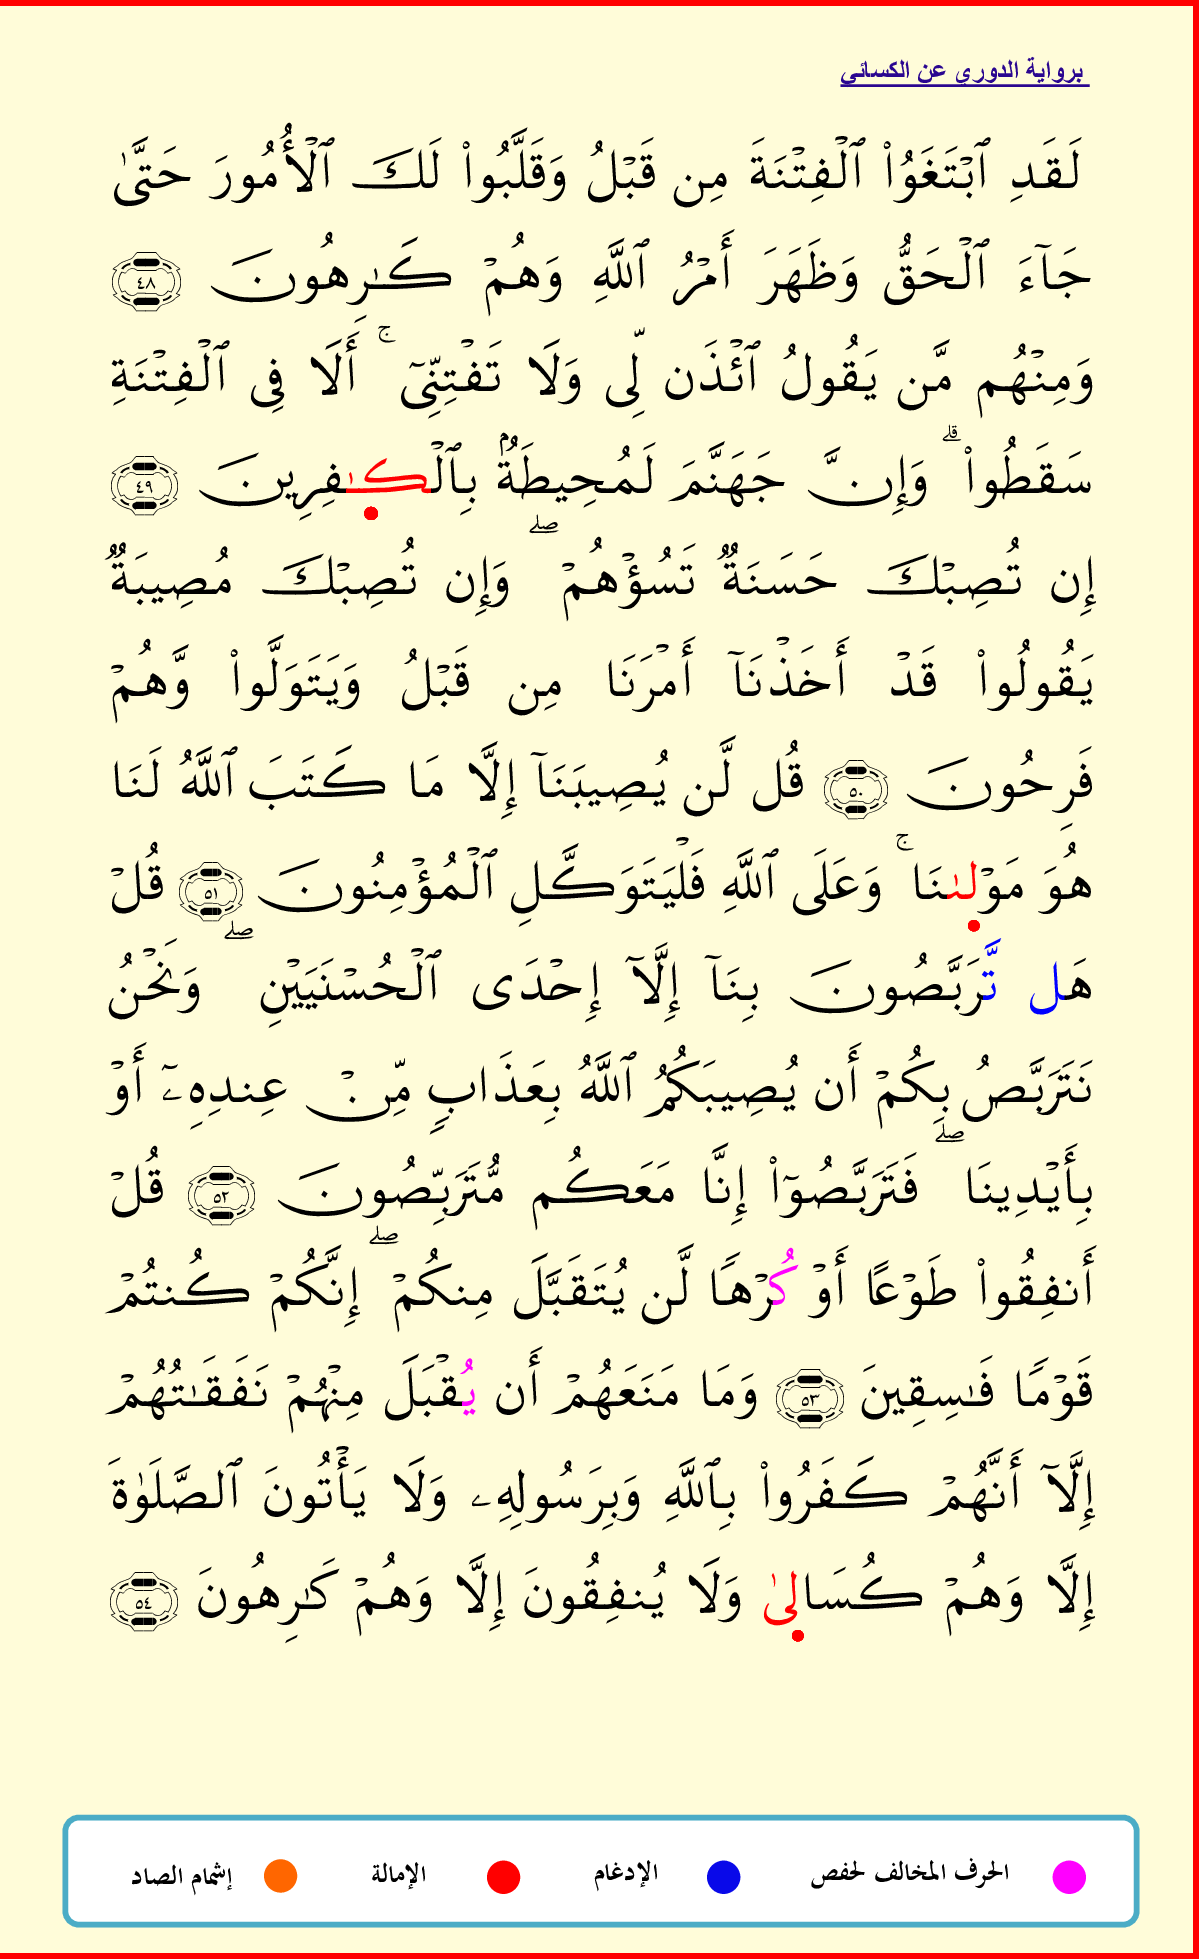 برواية الدوري عن الكسائي
لَقَدِ ٱبۡتَغَوُاْ ٱلۡفِتۡنَةَ مِن قَبۡلُ وَقَلَّبُواْ لَكَ ٱلۡأُمُورَ حَتَّىٰ
جَآءَ ٱلۡحَقُّ وَظَهَرَ أَمۡرُ ٱللَّهِ وَهُمۡ كَٰرِهُونَ ٤٨
وَمِنۡهُم مَّن يَقُولُ ٱئۡذَن لِّى وَلَا تَفۡتِنِّىٓۚ أَلَا فِى ٱلۡفِتۡنَةِ
سَقَطُواْۗ وَإِنَّ جَهَنَّمَ لَمُحِيطَةُۢ بِٱلۡكَٰفِرِينَ ٤٩
إِن تُصِبۡكَ حَسَنَةٞ تَسُؤۡهُمۡۖ وَإِن تُصِبۡكَ مُصِيبَةٞ
يَقُولُواْ قَدۡ أَخَذۡنَآ أَمۡرَنَا مِن قَبۡلُ وَيَتَوَلَّواْ وَّهُمۡ
فَرِحُونَ ٥٠ قُل لَّن يُصِيبَنَآ إِلَّا مَا كَتَبَ ٱللَّهُ لَنَا
هُوَ مَوۡلَىٰنَاۚ وَعَلَى ٱللَّهِ فَلۡيَتَوَكَّلِ ٱلۡمُؤۡمِنُونَ ٥١ قُلۡ
هَل تَّرَبَّصُونَ بِنَآ إِلَّآ إِحۡدَى ٱلۡحُسۡنَيَيۡنِۖ وَنَحۡنُ
نَتَرَبَّصُ بِكُمۡ أَن يُصِيبَكُمُ ٱللَّهُ بِعَذَابٖ مِّنۡ عِندِهِۦٓ أَوۡ
بِأَيۡدِينَاۖ فَتَرَبَّصُوٓاْ إِنَّا مَعَكُم مُّتَرَبِّصُونَ ٥٢ قُلۡ
أَنفِقُواْ طَوۡعًا أَوۡ كُرۡهٗا لَّن يُتَقَبَّلَ مِنكُمۡۖ إِنَّكُمۡ كُنتُمۡ
قَوۡمٗا فَٰسِقِينَ ٥٣ وَمَا مَنَعَهُمۡ أَن يُقۡبَلَ مِنۡهُمۡ نَفَقَٰتُهُمۡ
إِلَّآ أَنَّهُمۡ كَفَرُواْ بِٱللَّهِ وَبِرَسُولِهِۦ وَلَا يَأۡتُونَ ٱلصَّلَوٰةَ
إِلَّا وَهُمۡ كُسَالىٰ وَلَا يُنفِقُونَ إِلَّا وَهُمۡ كَٰرِهُونَ ٥٤
الحرف المخالف لحفص الإدغام الإمالة إشمام الصاد